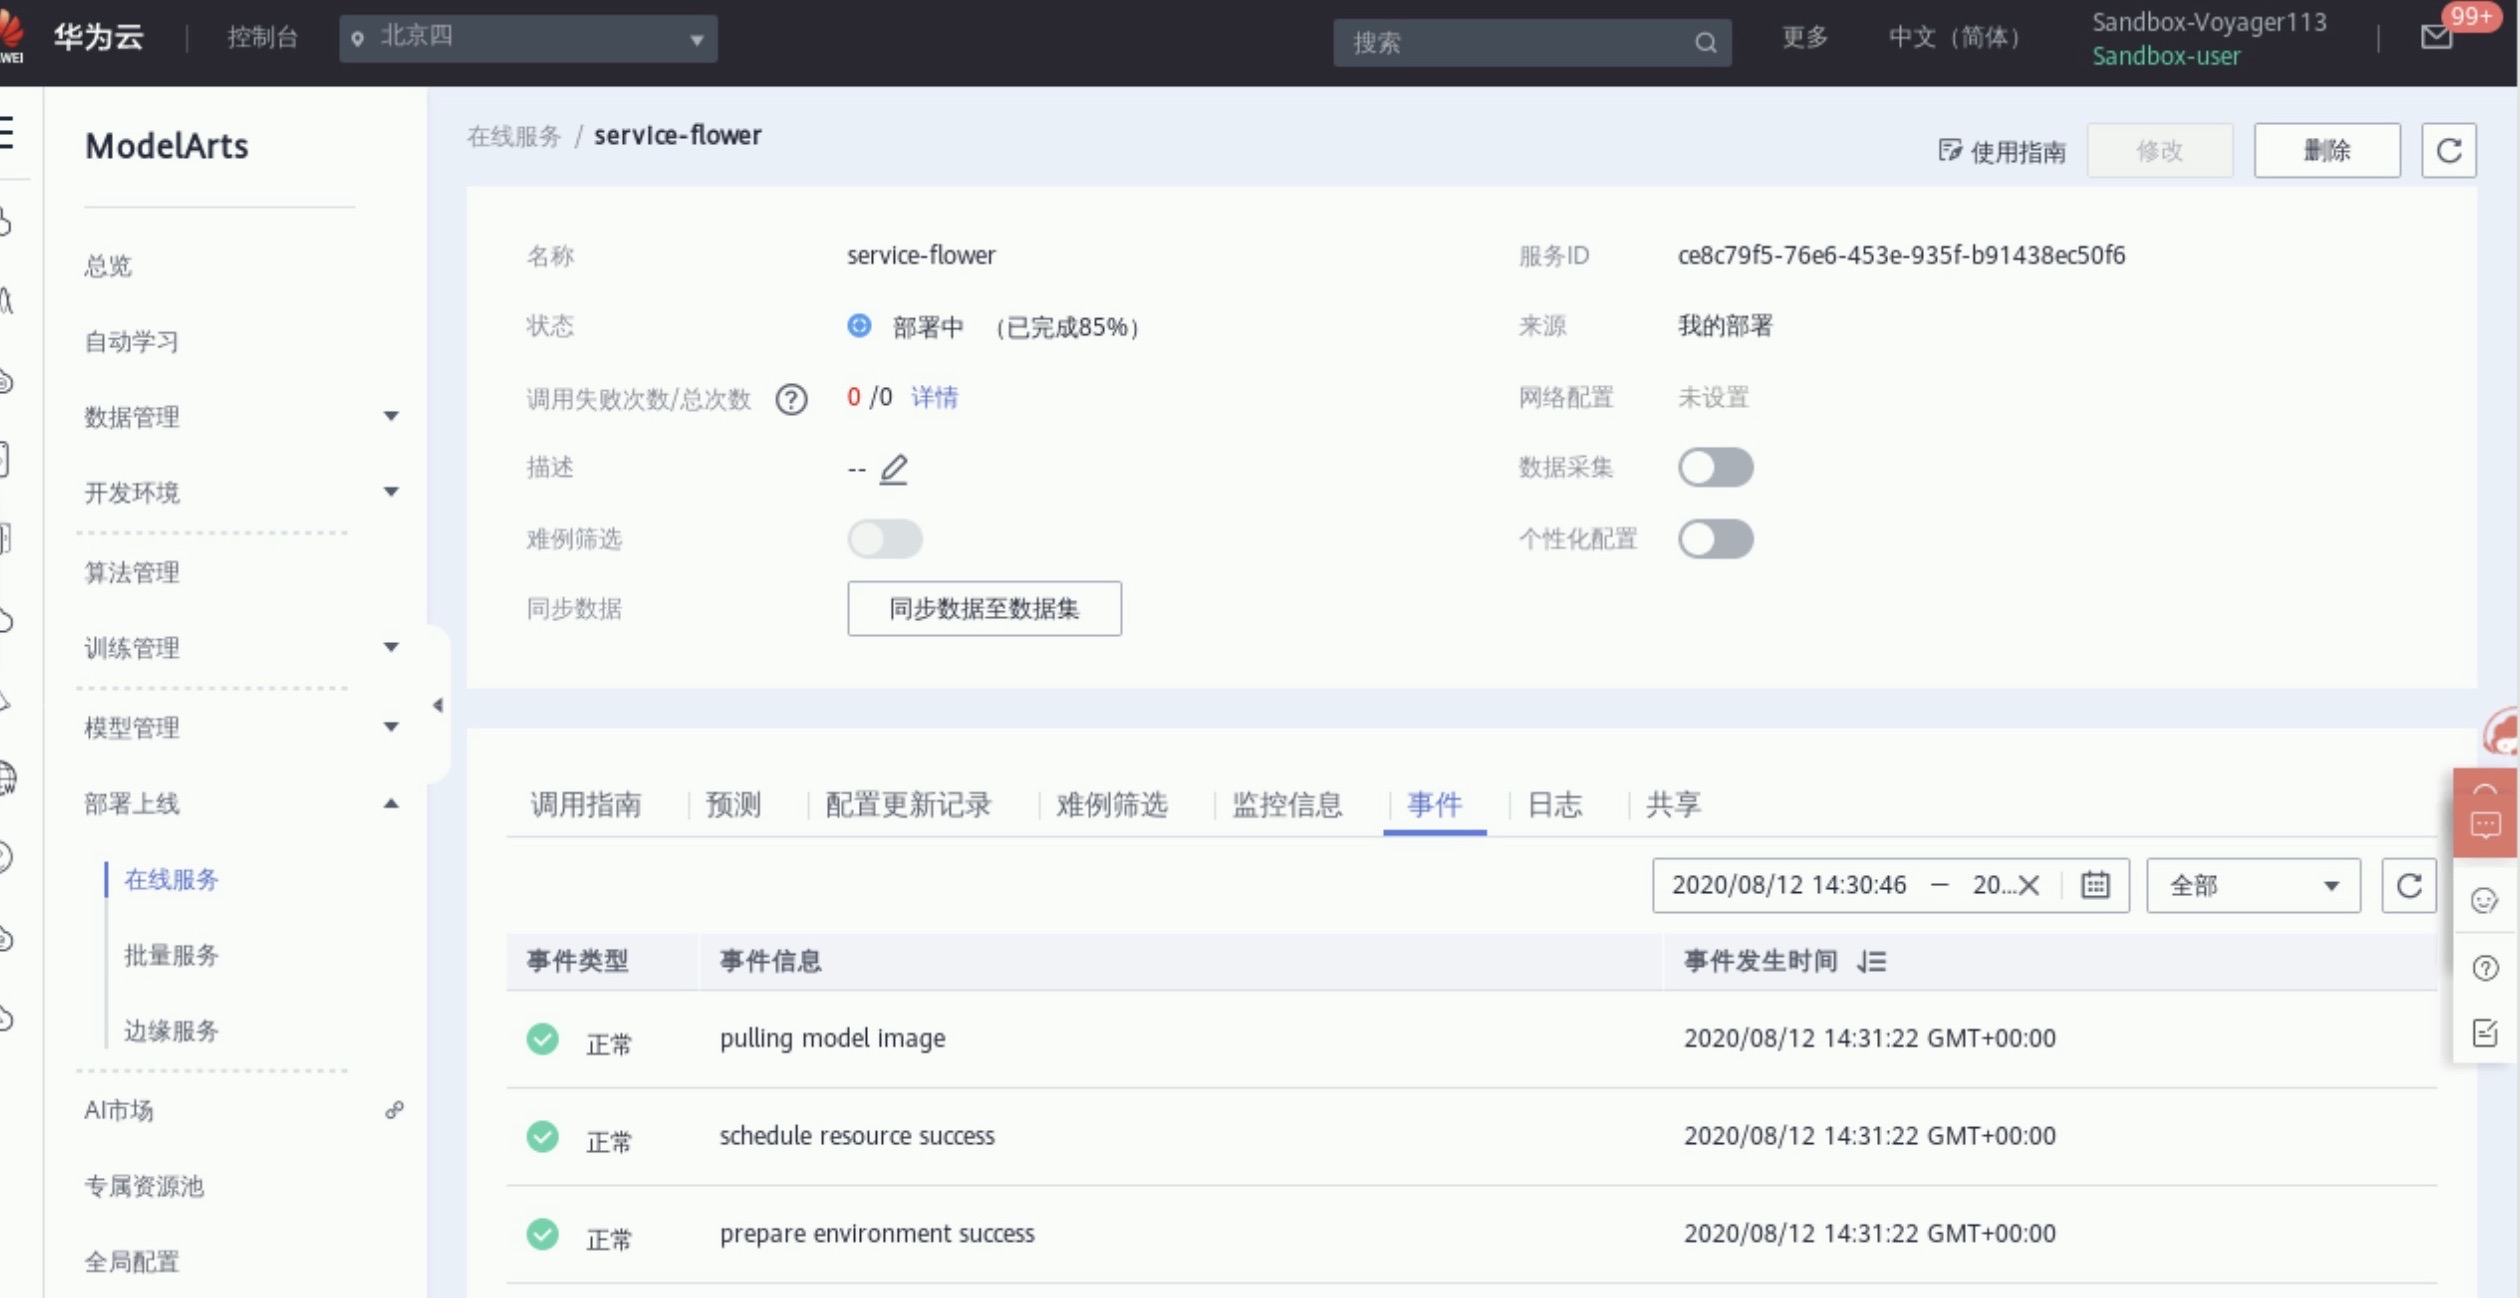 华为云 控制台 北京四 搜索 更多 中文（简体） Sandbox-Voyager113 99+
WEI Sandbox-user
ModelArts
总览
自动学习
数据管理
开发环境
算法管理
训练管理
模型管理
部署上线
在线服务
批量服务
边缘服务
AI市场
专属资源池
全局配置
在线服务 / service-flower
使用指南 修改 删除
名称 service-flower 服务ID ce8c79f5-76e6-453e-935f-b91438ec50f6
状态 部署中 （已完成85%） 来源 我的部署
调用失败次数/总次数 ? 0 /0 详情 网络配置 未设置
描述 -- 数据采集
难例筛选 个性化配置
同步数据 同步数据至数据集
调用指南 预测 配置更新记录 难例筛选 监控信息 事件 日志 共享
2020/08/12 14:30:46 – 20... 全部
事件类型 事件信息 事件发生时间
正常 pulling model image 2020/08/12 14:31:22 GMT+00:00
正常 schedule resource success 2020/08/12 14:31:22 GMT+00:00
正常 prepare environment success 2020/08/12 14:31:22 GMT+00:00